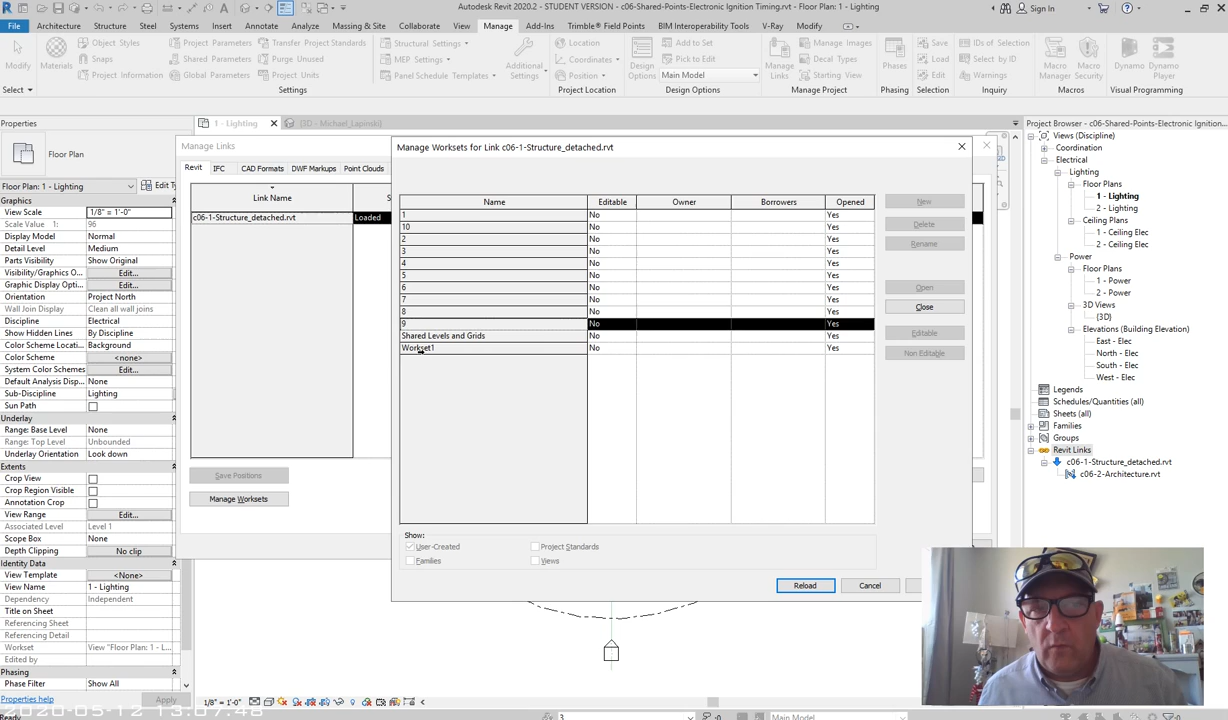 Autodesk Revit 2020.2 - STUDENT VERSION - c06-Shared-Points-Electronic Ignition Timing.rvt - Floor Plan: 1 - Lighting
Sign In
File Architecture Structure Steel Systems Insert Annotate Analyze Massing & Site Collaborate View Manage Add-Ins Trimble® Field Points BIM Interoperability Tools V-Ray Modify
Modify
Materials
Object Styles
Snaps
Project Information
Project Parameters
Shared Parameters
Global Parameters
Transfer Project Standards
Purge Unused
Project Units
Structural Settings
MEP Settings
Panel Schedule Templates
Additional Settings
Location
Coordinates
Position
Design Options
Add to Set
Pick to Edit
Main Model
Manage Links
Manage Images
Decal Types
Starting View
Phases
Save
Load
Edit
IDs of Selection
Select by ID
Warnings
Macro Manager
Macro Security
Dynamo
Dynamo Player
Select
Settings
Project Location
Design Options
Manage Project
Phasing
Selection
Inquiry
Macros
Visual Programming
Properties
Floor Plan
Floor Plan: 1 - Lighting
Edit Ty
Graphics
View Scale 1/8" = 1'-0"
Scale Value 1: 96
Display Model Normal
Detail Level Medium
Parts Visibility Show Original
Visibility/Graphics O... Edit...
Graphic Display Opti... Edit...
Orientation Project North
Wall Join Display Clean all wall joins
Discipline Electrical
Show Hidden Lines By Discipline
Color Scheme Locati... Background
Color Scheme <none>
System Color Schemes Edit...
Default Analysis Disp... None
Sub-Discipline Lighting
Sun Path
Underlay
Range: Base Level None
Range: Top Level Unbounded
Underlay Orientation Look down
Extents
Crop View
Crop Region Visible
Annotation Crop
View Range Edit...
Associated Level Level 1
Scope Box None
Depth Clipping No clip
Identity Data
View Template <None>
View Name 1 - Lighting
Dependency Independent
Title on Sheet
Referencing Sheet
Referencing Detail
Workset View "Floor Plan: 1 - L...
Edited by
Phasing
Phase Filter Show All
Properties help
Apply
2020-05-12 13:07:48
Ready
1 - Lighting
{3D - Michael_Lapinski}
Manage Links
Revit IFC CAD Formats DWF Markups Point Clouds
Link Name
c06-1-Structure_detached.rvt Loaded
Save Positions
Manage Worksets
Manage Worksets for Link c06-1-Structure_detached.rvt
Name Editable Owner Borrowers Opened
1 No Yes
10 No Yes
2 No Yes
3 No Yes
4 No Yes
5 No Yes
6 No Yes
7 No Yes
8 No Yes
9 No Yes
Shared Levels and Grids No Yes
Workset1 No Yes
New
Delete
Rename
Open
Close
Editable
Non Editable
Show:
User-Created
Project Standards
Families
Views
Reload
Cancel
1/8" = 1'-0"
3
:0
Main Model
Project Browser - c06-Shared-Points-Electronic Ignition
Views (Discipline)
Coordination
Electrical
Lighting
Floor Plans
1 - Lighting
2 - Lighting
Ceiling Plans
1 - Ceiling Elec
2 - Ceiling Elec
Power
Floor Plans
1 - Power
2 - Power
3D Views
{3D}
Elevations (Building Elevation)
East - Elec
North - Elec
South - Elec
West - Elec
Legends
Schedules/Quantities (all)
Sheets (all)
Families
Groups
Revit Links
c06-1-Structure_detached.rvt
c06-2-Architecture.rvt